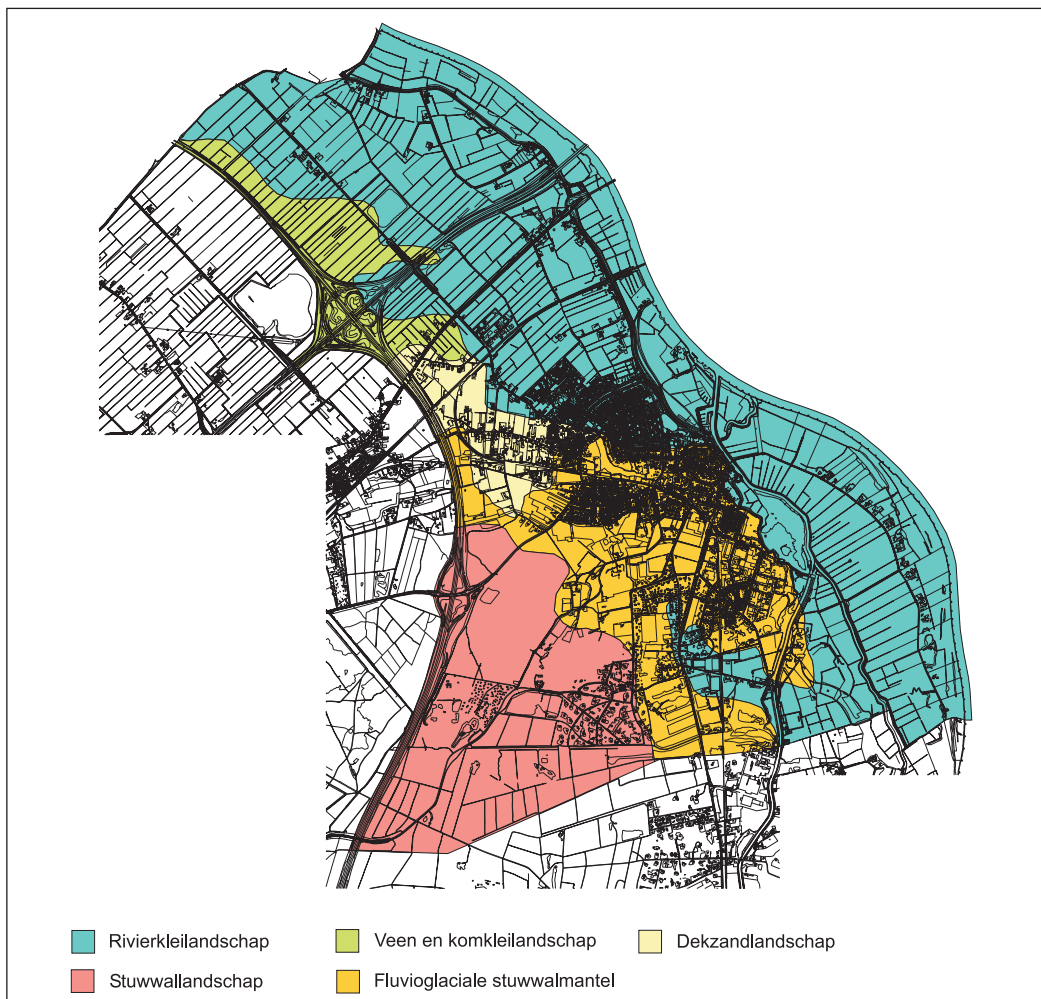 Rivierkleilandschap
Veen en komkleilandschap
Dekzandlandschap
Stuwwallandschap
Fluvioglaciale stuwwalmantel